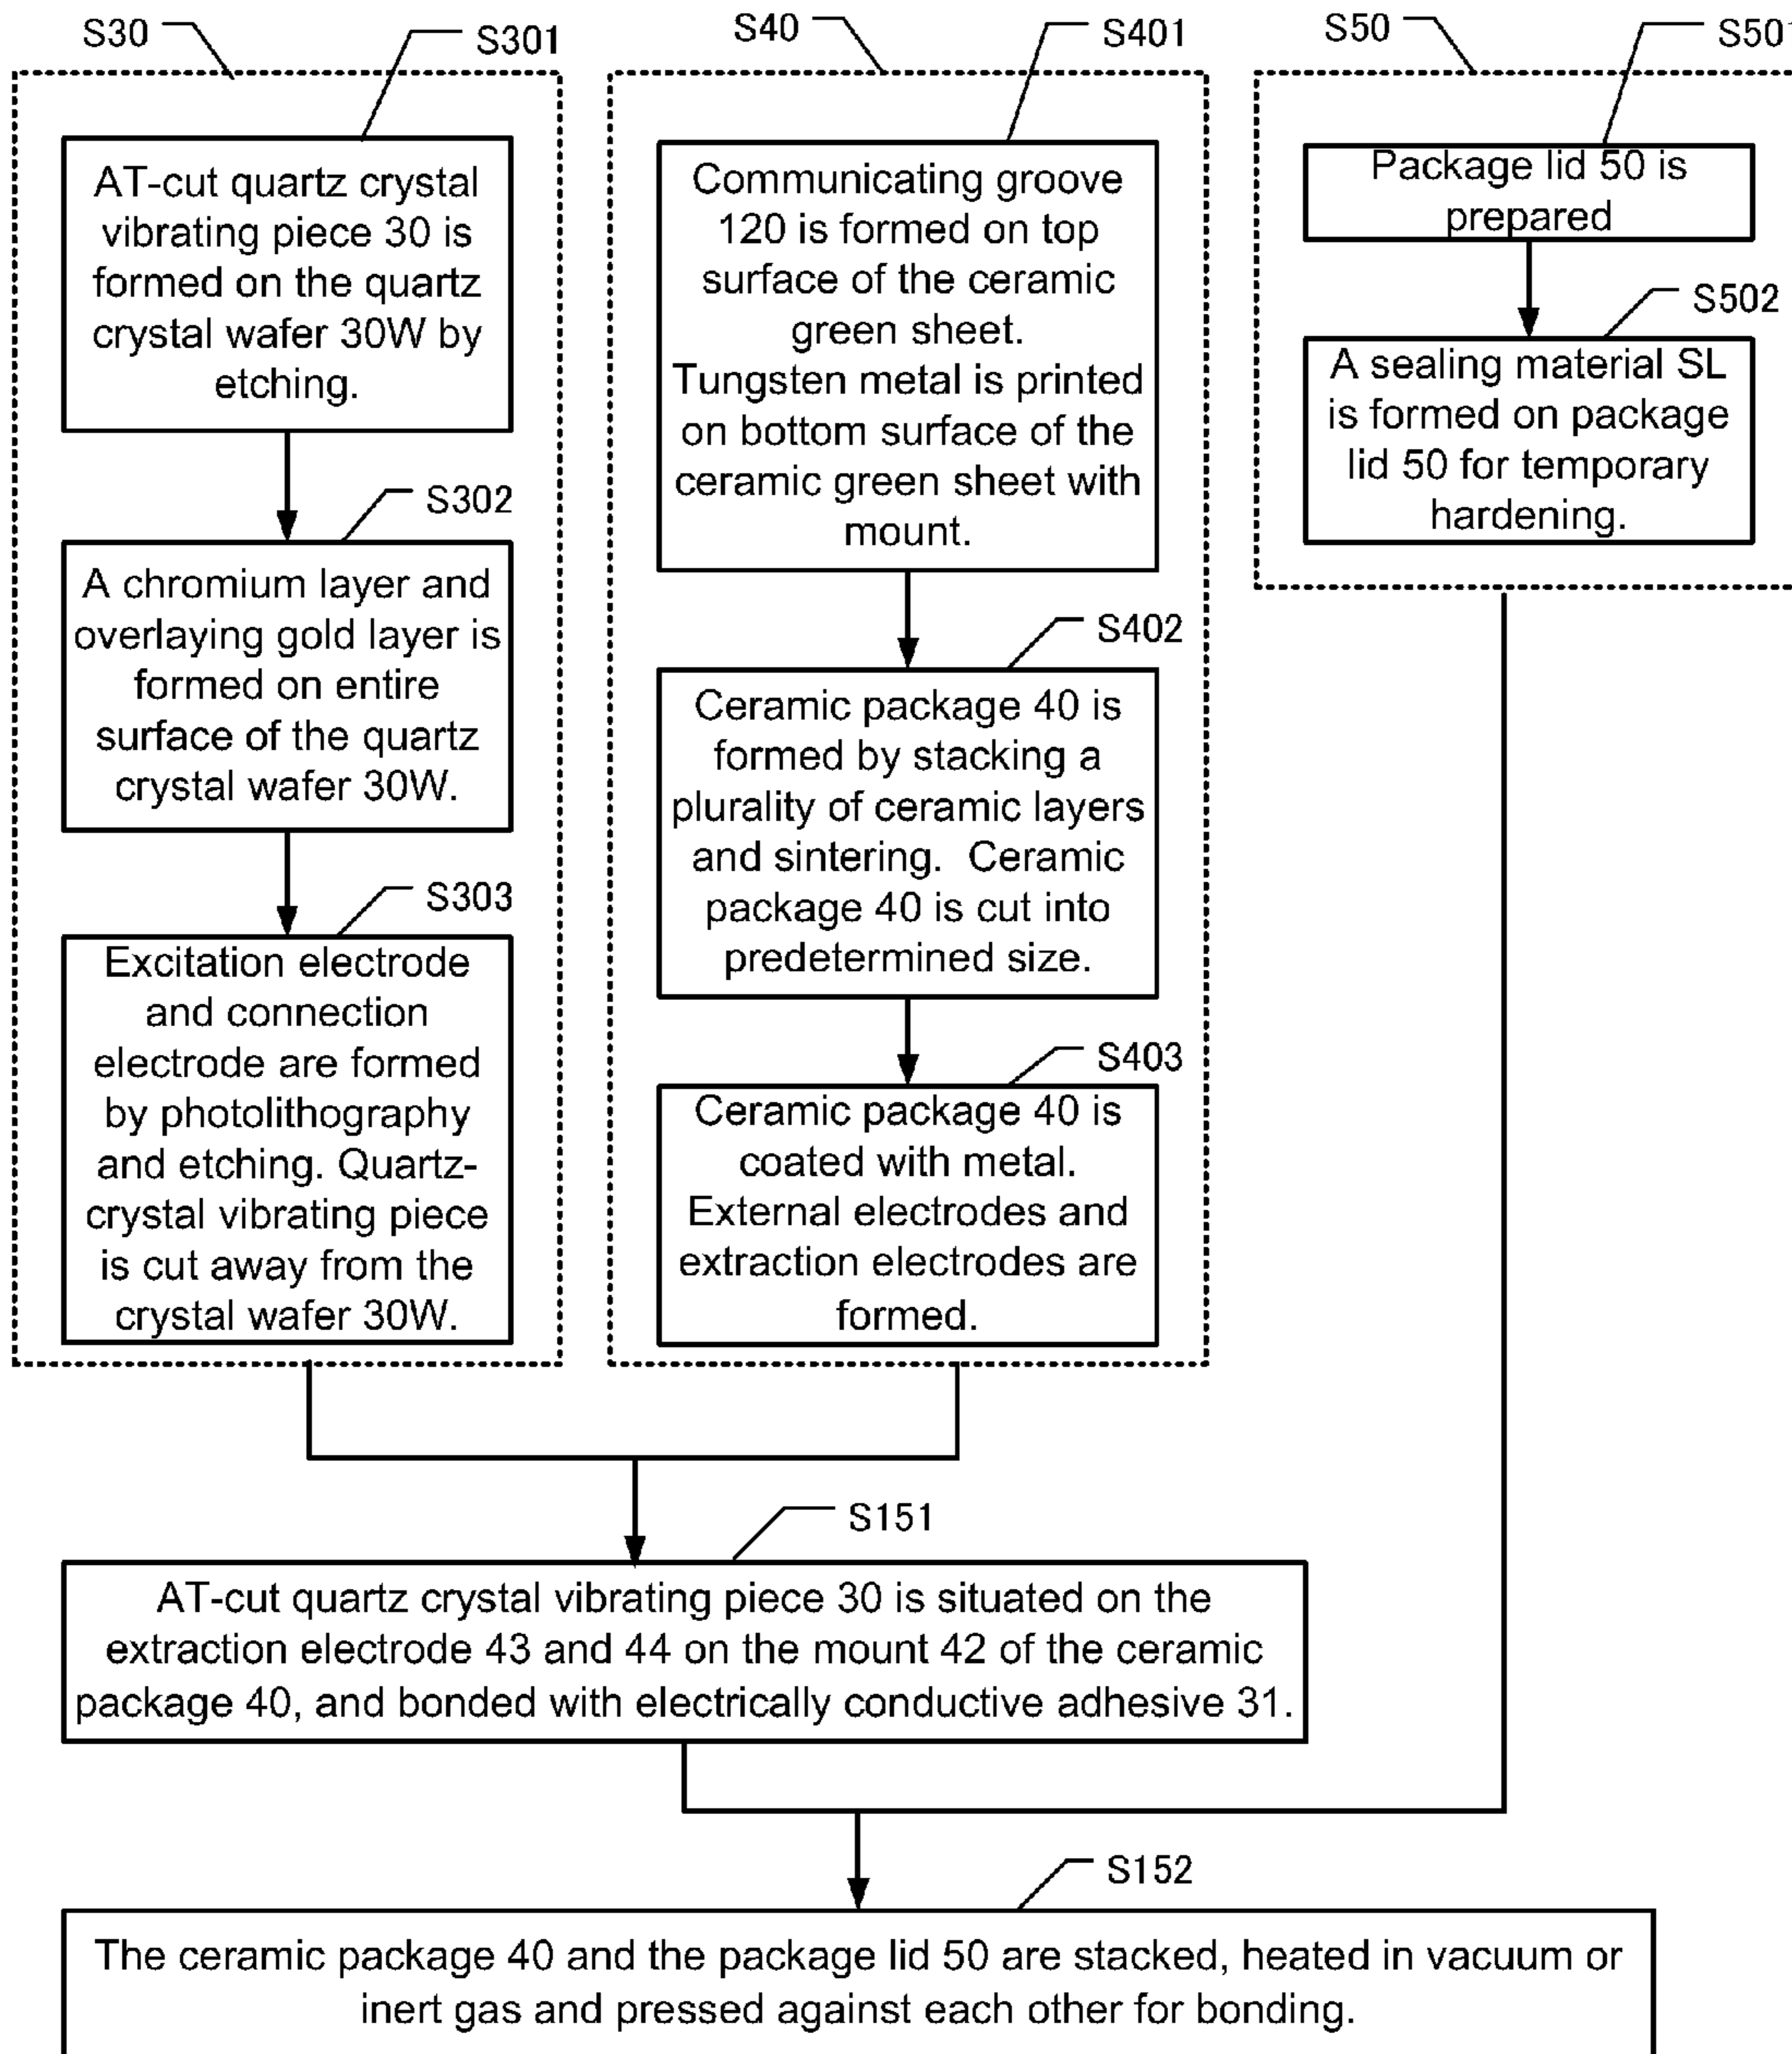 S30
S301
AT-cut quartz crystal
vibrating piece 30 is
formed on the quartz
crystal wafer 30W by
etching.
S302
A chromium layer and
overlaying gold layer is
formed on entire
surface of the quartz
crystal wafer 30W.
S303
Excitation electrode
and connection
electrode are formed
by photolithography
and etching. Quartz-
crystal vibrating piece
is cut away from the
crystal wafer 30W.
S40
S401
Communicating groove
120 is formed on top
surface of the ceramic
green sheet.
Tungsten metal is printed
on bottom surface of the
ceramic green sheet with
mount.
S402
Ceramic package 40 is
formed by stacking a
plurality of ceramic layers
and sintering. Ceramic
package 40 is cut into
predetermined size.
S403
Ceramic package 40 is
coated with metal.
External electrodes and
extraction electrodes are
formed.
S50
S501
Package lid 50 is
prepared
S502
A sealing material SL
is formed on package
lid 50 for temporary
hardening.
S151
AT-cut quartz crystal vibrating piece 30 is situated on the
extraction electrode 43 and 44 on the mount 42 of the ceramic
package 40, and bonded with electrically conductive adhesive 31.
S152
The ceramic package 40 and the package lid 50 are stacked, heated in vacuum or
inert gas and pressed against each other for bonding.